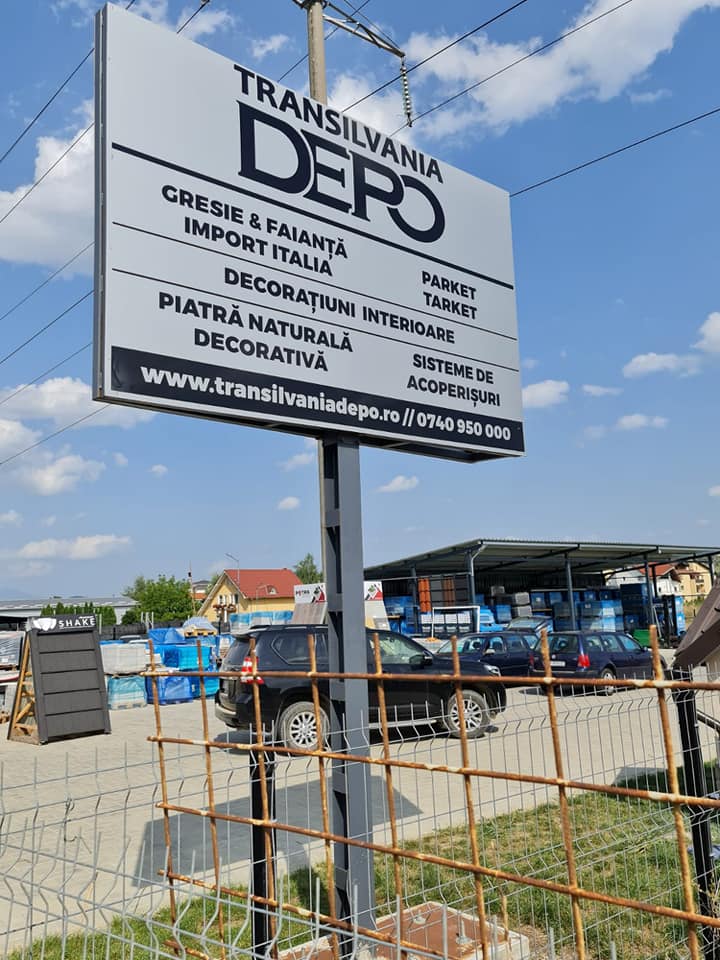 TRANSILVANIA
DEPO
GRESIE & FAIANȚĂ
IMPORT ITALIA
PARKET
TARKET
DECORAȚIUNI INTERIOARE
PIATRĂ NATURALĂ
DECORATIVĂ
SISTEME DE
ACOPERIȘURI
www.transilvaniadepo.ro // 0740 950 000
SHAKE